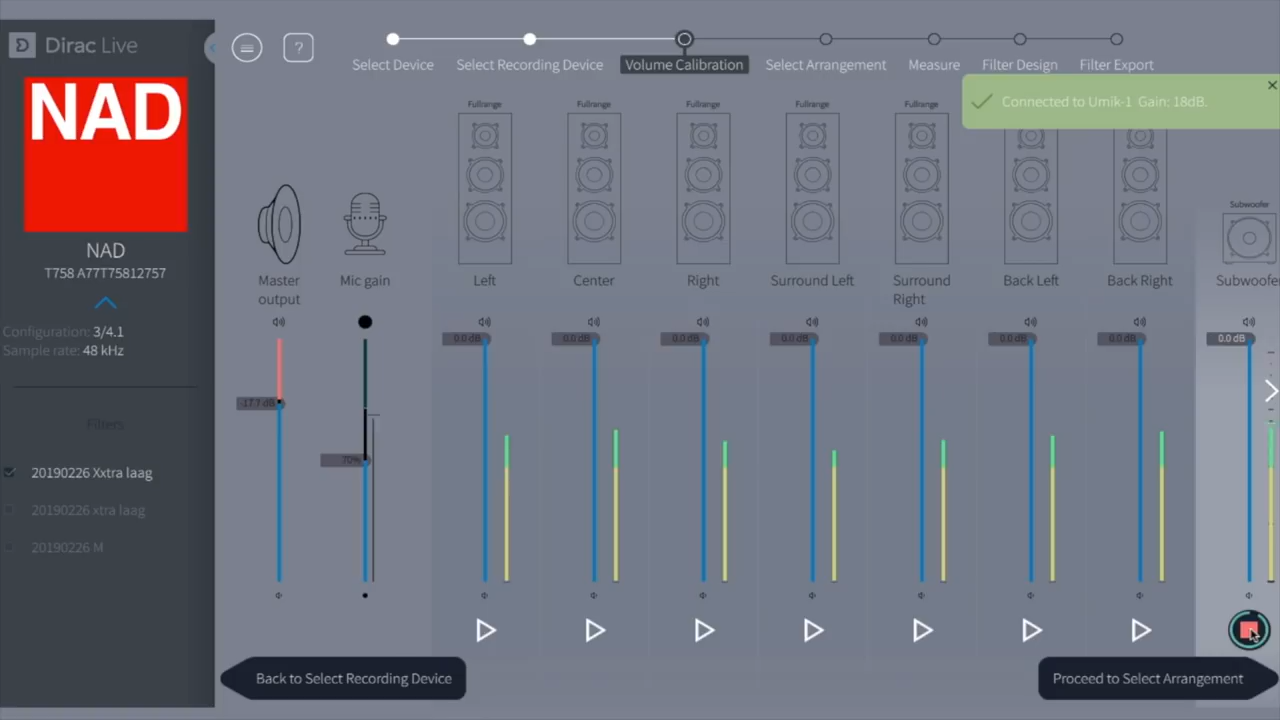 Dirac Live
?
Select Device
Select Recording Device
Volume Calibration
Select Arrangement
Measure
Filter Design
Filter Export
Connected to Umik-1 Gain: 18dB.
NAD
NAD
T758 A77T75812757
Configuration: 3/4.1
Sample rate: 48 kHz
Filters
20190226 Xxtra laag
20190226 xtra laag
20190226 M
Fullrange
Fullrange
Fullrange
Fullrange
Fullrange
Subwoofer
Master
output
Mic gain
Left
Center
Right
Surround Left
Surround
Right
Back Left
Back Right
Subwoofer
0.0 dB
0.0 dB
0.0 dB
0.0 dB
0.0 dB
0.0 dB
0.0 dB
0.0 dB
-17.1 dB
70%
Back to Select Recording Device
Proceed to Select Arrangement